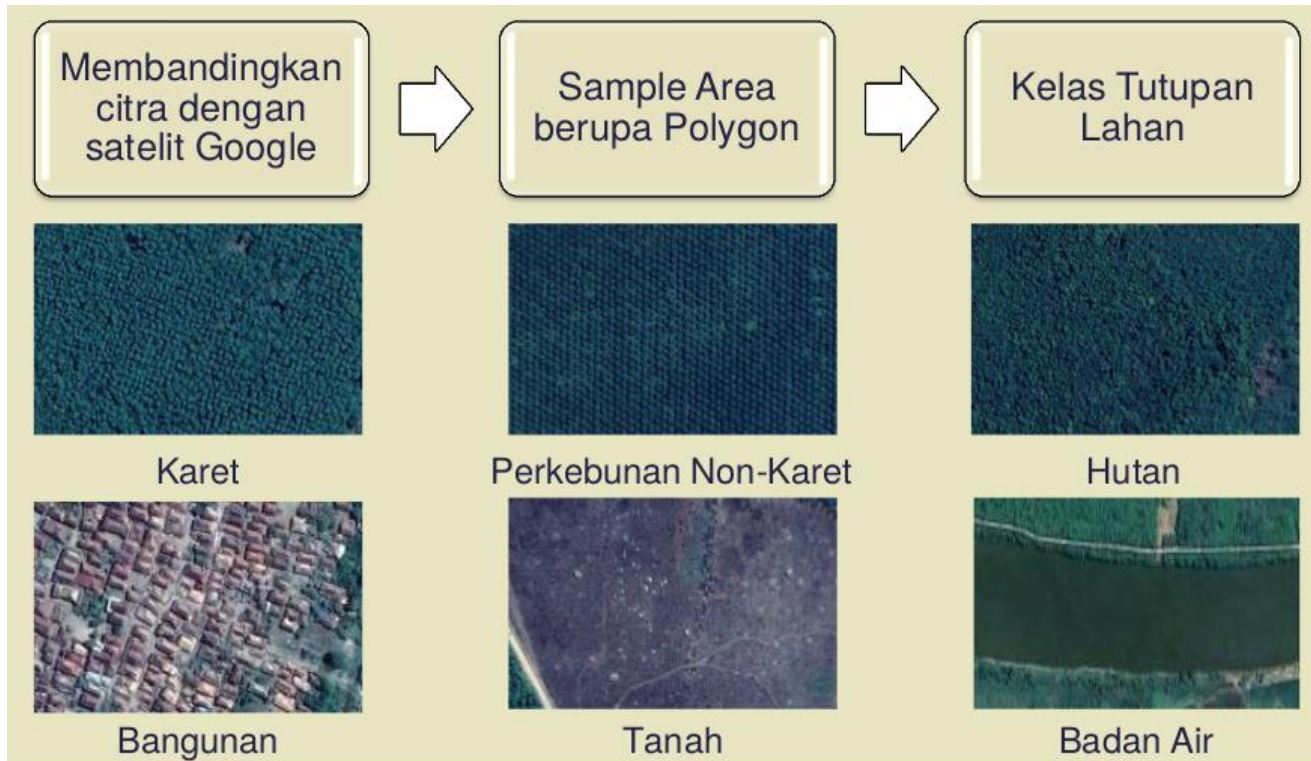 Membandingkan
citra dengan
satelit Google
Sample Area
berupa Polygon
Kelas Tutupan
Lahan
Karet
Perkebunan Non-Karet
Hutan
Bangunan
Tanah
Badan Air